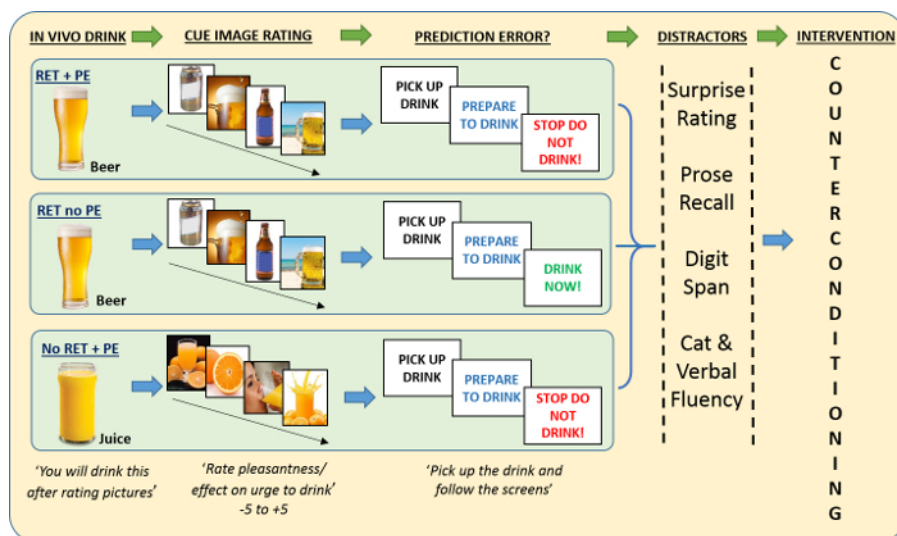 IN VIVO DRINK
CUE IMAGE RATING
PREDICTION ERROR?
DISTRACTORS
INTERVENTION
RET + PE
Beer
PICK UP
DRINK
PREPARE
TO DRINK
STOP DO
NOT
DRINK!
RET no PE
Beer
PICK UP
DRINK
PREPARE
TO DRINK
DRINK
NOW!
No RET + PE
Juice
PICK UP
DRINK
PREPARE
TO DRINK
STOP DO
NOT
DRINK!
Surprise
Rating
Prose
Recall
Digit
Span
Cat &
Verbal
Fluency
C
O
U
N
T
E
R
C
O
N
D
I
T
I
O
N
I
N
G
‘You will drink this
after rating pictures’
‘Rate pleasantness/
effect on urge to drink’
-5 to +5
‘Pick up the drink and
follow the screens’